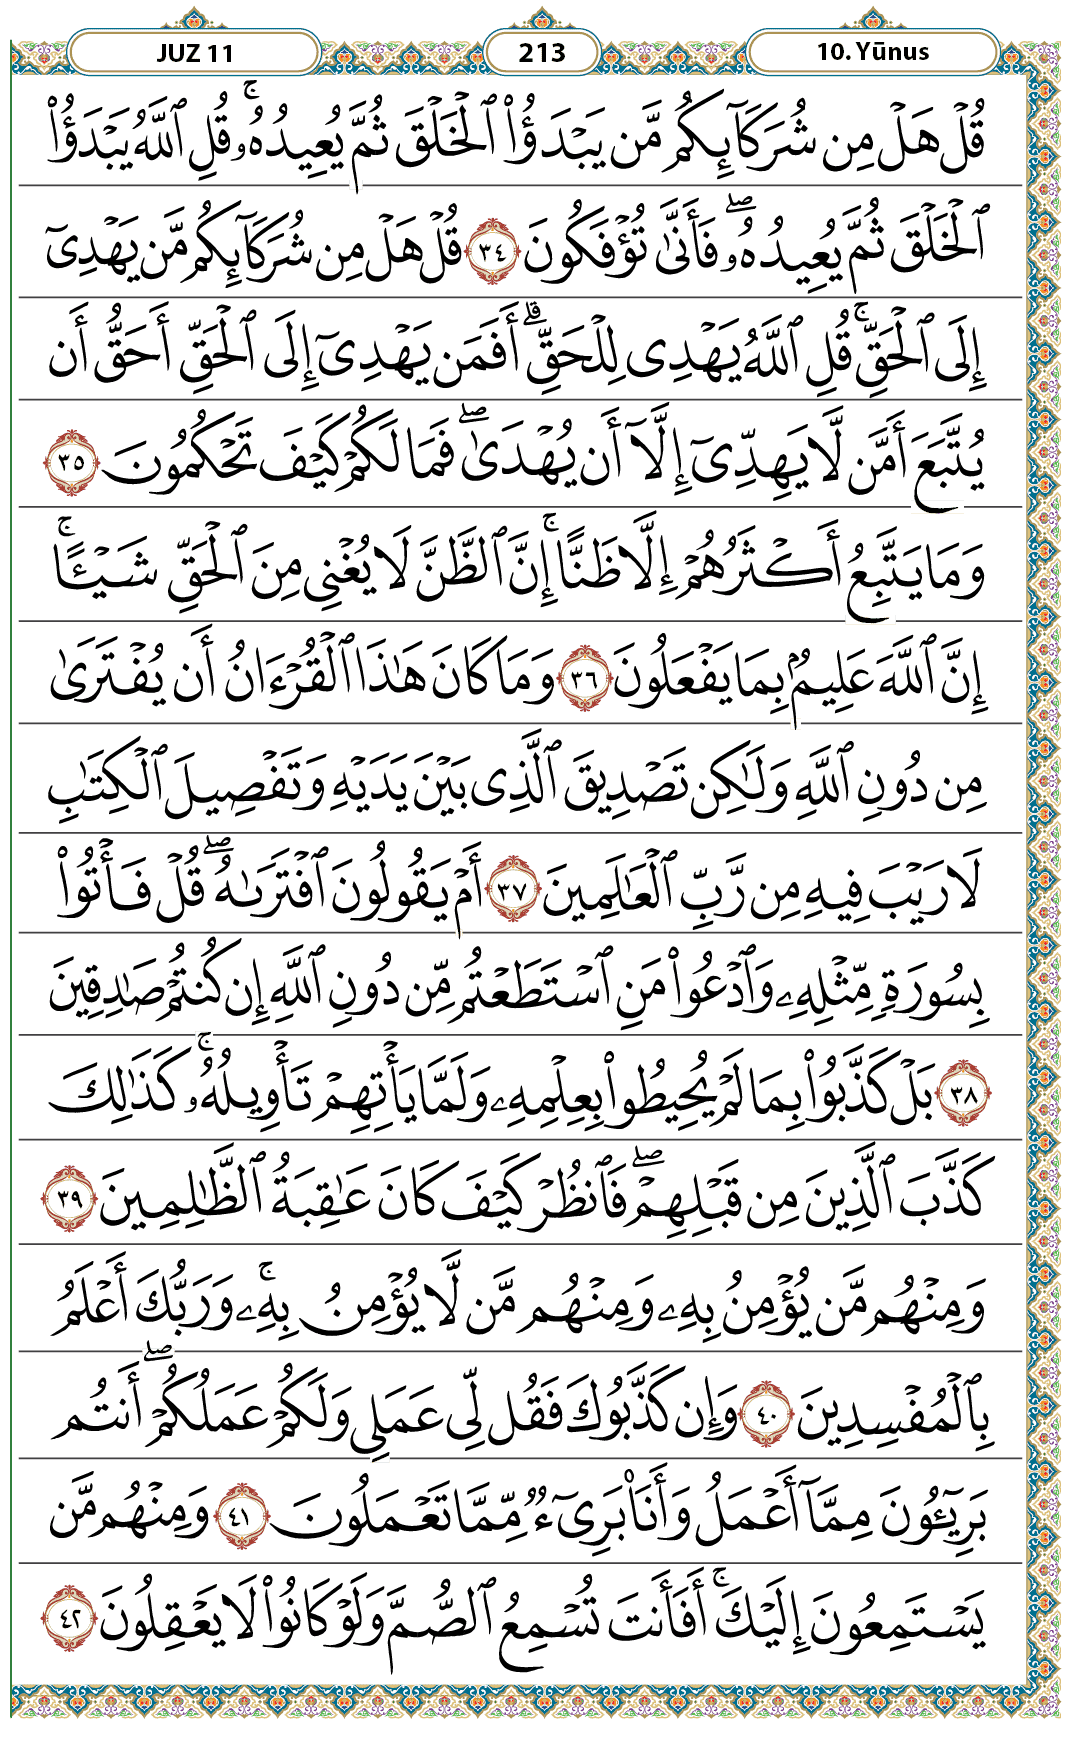 JUZ 11 213 10. Yūnus
قُلْ هَلْ مِن شُرَكَآئِكُم مَّن يَبْدَؤُا۟ ٱلْخَلْقَ ثُمَّ يُعِيدُهُۥ ۚ قُلِ ٱللَّهُ يَبْدَؤُا۟
ٱلْخَلْقَ ثُمَّ يُعِيدُهُۥ ۖ فَأَنَّىٰ تُؤْفَكُونَ ٣٤ قُلْ هَلْ مِن شُرَكَآئِكُم مَّن يَهْدِىٓ
إِلَى ٱلْحَقِّ ۚ قُلِ ٱللَّهُ يَهْدِى لِلْحَقِّ ۗ أَفَمَن يَهْدِىٓ إِلَى ٱلْحَقِّ أَحَقُّ أَن
يُتَّبَعَ أَمَّن لَّا يَهِدِّىٓ إِلَّآ أَن يُهْدَىٰ ۖ فَمَا لَكُمْ كَيْفَ تَحْكُمُونَ ٣٥
وَمَا يَتَّبِعُ أَكْثَرُهُمْ إِلَّا ظَنًّا ۚ إِنَّ ٱلظَّنَّ لَا يُغْنِى مِنَ ٱلْحَقِّ شَيْـًٔا ۚ
إِنَّ ٱللَّهَ عَلِيمٌۢ بِمَا يَفْعَلُونَ ٣٦ وَمَا كَانَ هَٰذَا ٱلْقُرْءَانُ أَن يُفْتَرَىٰ
مِن دُونِ ٱللَّهِ وَلَٰكِن تَصْدِيقَ ٱلَّذِى بَيْنَ يَدَيْهِ وَتَفْصِيلَ ٱلْكِتَٰبِ
لَا رَيْبَ فِيهِ مِن رَّبِّ ٱلْعَٰلَمِينَ ٣٧ أَمْ يَقُولُونَ ٱفْتَرَىٰهُ ۖ قُلْ فَأْتُوا۟
بِسُورَةٍ مِّثْلِهِۦ وَٱدْعُوا۟ مَنِ ٱسْتَطَعْتُم مِّن دُونِ ٱللَّهِ إِن كُنتُمْ صَٰدِقِينَ
٣٨ بَلْ كَذَّبُوا۟ بِمَا لَمْ يُحِيطُوا۟ بِعِلْمِهِۦ وَلَمَّا يَأْتِهِمْ تَأْوِيلُهُۥ ۚ كَذَٰلِكَ
كَذَّبَ ٱلَّذِينَ مِن قَبْلِهِمْ ۖ فَٱنظُرْ كَيْفَ كَانَ عَٰقِبَةُ ٱلظَّٰلِمِينَ ٣٩
وَمِنْهُم مَّن يُؤْمِنُ بِهِۦ وَمِنْهُم مَّن لَّا يُؤْمِنُ بِهِۦ ۚ وَرَبُّكَ أَعْلَمُ
بِٱلْمُفْسِدِينَ ٤٠ وَإِن كَذَّبُوكَ فَقُل لِّى عَمَلِى وَلَكُمْ عَمَلُكُمْ ۖ أَنتُم
بَرِيٓـُٔونَ مِمَّآ أَعْمَلُ وَأَنَا۠ بَرِىٓءٌ مِّمَّا تَعْمَلُونَ ٤١ وَمِنْهُم مَّن
يَسْتَمِعُونَ إِلَيْكَ ۚ أَفَأَنتَ تُسْمِعُ ٱلصُّمَّ وَلَوْ كَانُوا۟ لَا يَعْقِلُونَ ٤٢